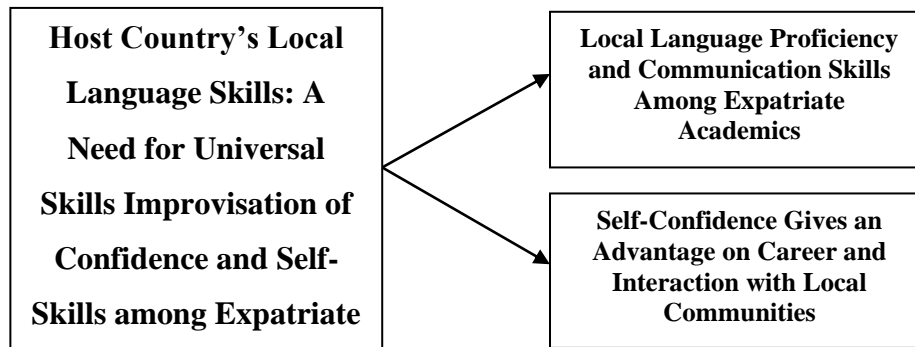 Host Country's Local
Language Skills: A
Need for Universal
Skills Improvisation of
Confidence and Self-
Skills among Expatriate
Local Language Proficiency
and Communication Skills
Among Expatriate
Academics
Self-Confidence Gives an
Advantage on Career and
Interaction with Local
Communities